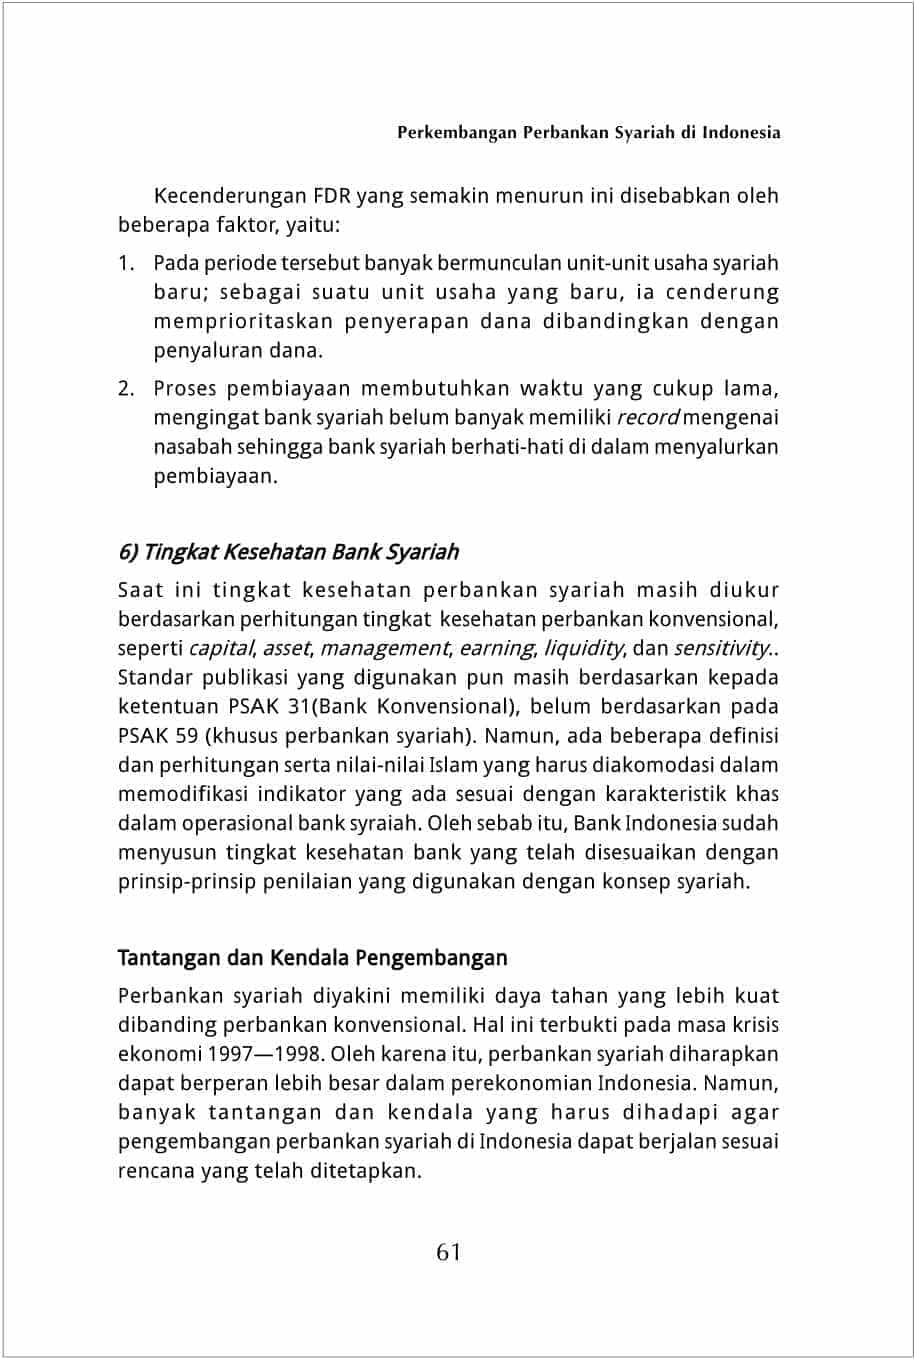 Perkembangan Perbankan Syariah di Indonesia
Kecenderungan FDR yang semakin menurun ini disebabkan oleh
beberapa faktor, yaitu:
1. Pada periode tersebut banyak bermunculan unit-unit usaha syariah
baru; sebagai suatu unit usaha yang baru, ia cenderung
memprioritaskan penyerapan dana dibandingkan dengan
penyaluran dana.
2. Proses pembiayaan membutuhkan waktu yang cukup lama,
mengingat bank syariah belum banyak memiliki record mengenai
nasabah sehingga bank syariah berhati-hati di dalam menyalurkan
pembiayaan.
6) Tingkat Kesehatan Bank Syariah
Saat ini tingkat kesehatan perbankan syariah masih diukur
berdasarkan perhitungan tingkat kesehatan perbankan konvensional,
seperti capital, asset, management, earning, liquidity, dan sensitivity..
Standar publikasi yang digunakan pun masih berdasarkan kepada
ketentuan PSAK 31(Bank Konvensional), belum berdasarkan pada
PSAK 59 (khusus perbankan syariah). Namun, ada beberapa definisi
dan perhitungan serta nilai-nilai Islam yang harus diakomodasi dalam
memodifikasi indikator yang ada sesuai dengan karakteristik khas
dalam operasional bank syraiah. Oleh sebab itu, Bank Indonesia sudah
menyusun tingkat kesehatan bank yang telah disesuaikan dengan
prinsip-prinsip penilaian yang digunakan dengan konsep syariah.
Tantangan dan Kendala Pengembangan
Perbankan syariah diyakini memiliki daya tahan yang lebih kuat
dibanding perbankan konvensional. Hal ini terbukti pada masa krisis
ekonomi 1997—1998. Oleh karena itu, perbankan syariah diharapkan
dapat berperan lebih besar dalam perekonomian Indonesia. Namun,
banyak tantangan dan kendala yang harus dihadapi agar
pengembangan perbankan syariah di Indonesia dapat berjalan sesuai
rencana yang telah ditetapkan.
61